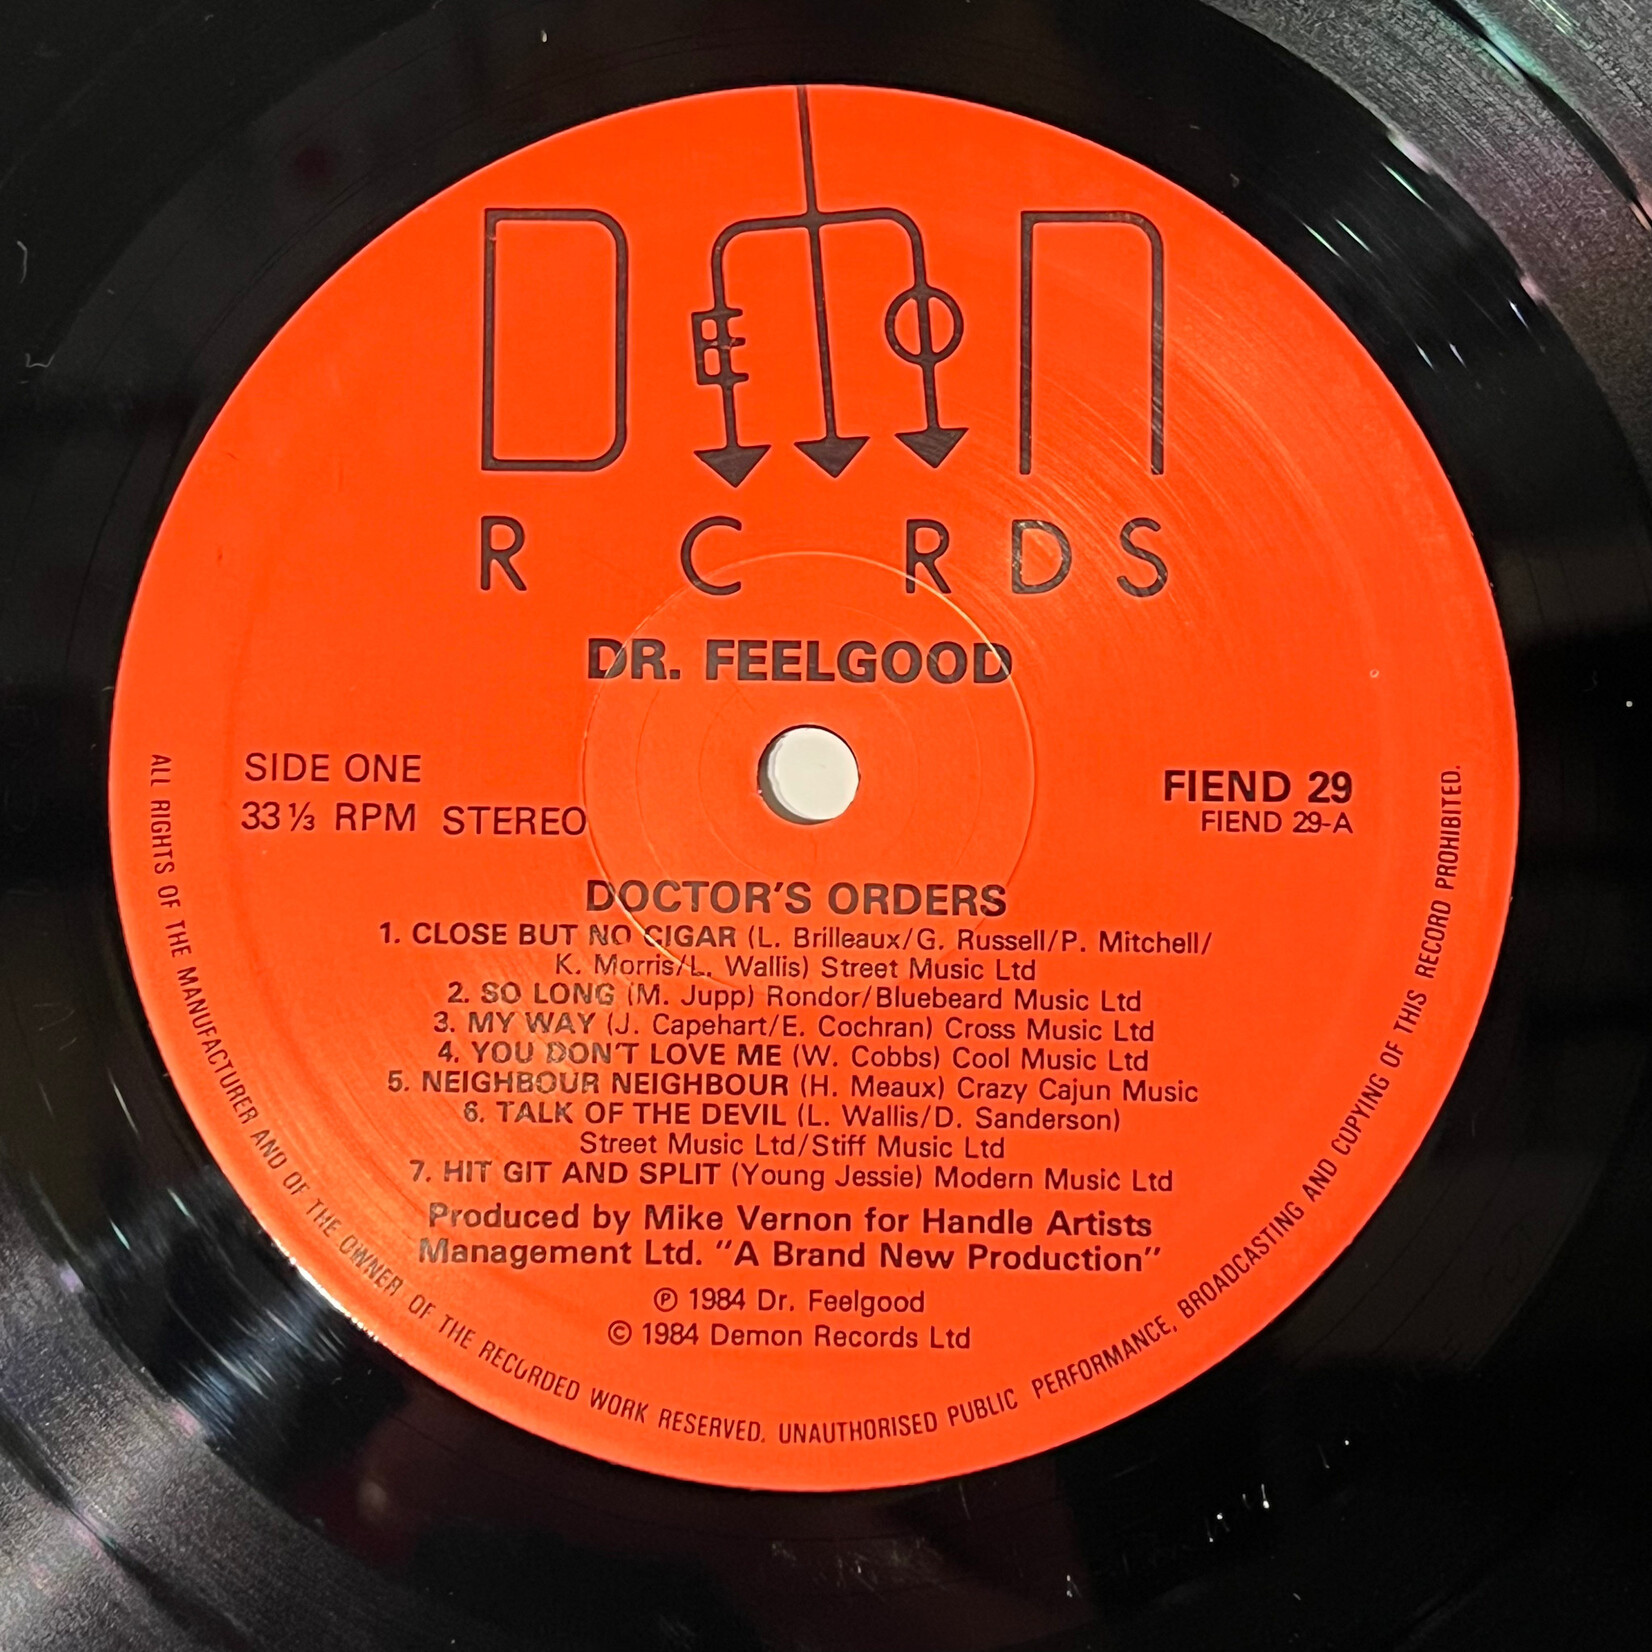 DEMON
RECORDS
DR. FEELGOOD
SIDE ONE
33⅓ RPM STEREO
FIEND 29
FIEND 29-A
DOCTOR'S ORDERS
1. CLOSE BUT NO CIGAR (L. Brilleaux/G. Russell/P. Mitchell/
K. Morris/L. Wallis) Street Music Ltd
2. SO LONG (M. Jupp) Rondor/Bluebeard Music Ltd
3. MY WAY (J. Capehart/E. Cochran) Cross Music Ltd
4. YOU DON'T LOVE ME (W. Cobbs) Cool Music Ltd
5. NEIGHBOUR NEIGHBOUR (H. Meaux) Crazy Cajun Music
6. TALK OF THE DEVIL (L. Wallis/D. Sanderson)
Street Music Ltd/Stiff Music Ltd
7. HIT GIT AND SPLIT (Young Jessie) Modern Music Ltd
Produced by Mike Vernon for Handle Artists
Management Ltd. "A Brand New Production"
℗ 1984 Dr. Feelgood
© 1984 Demon Records Ltd
ALL RIGHTS OF THE MANUFACTURER AND OF THE OWNER OF THE RECORDED WORK RESERVED. UNAUTHORISED PUBLIC PERFORMANCE, BROADCASTING AND COPYING OF THIS RECORD PROHIBITED.